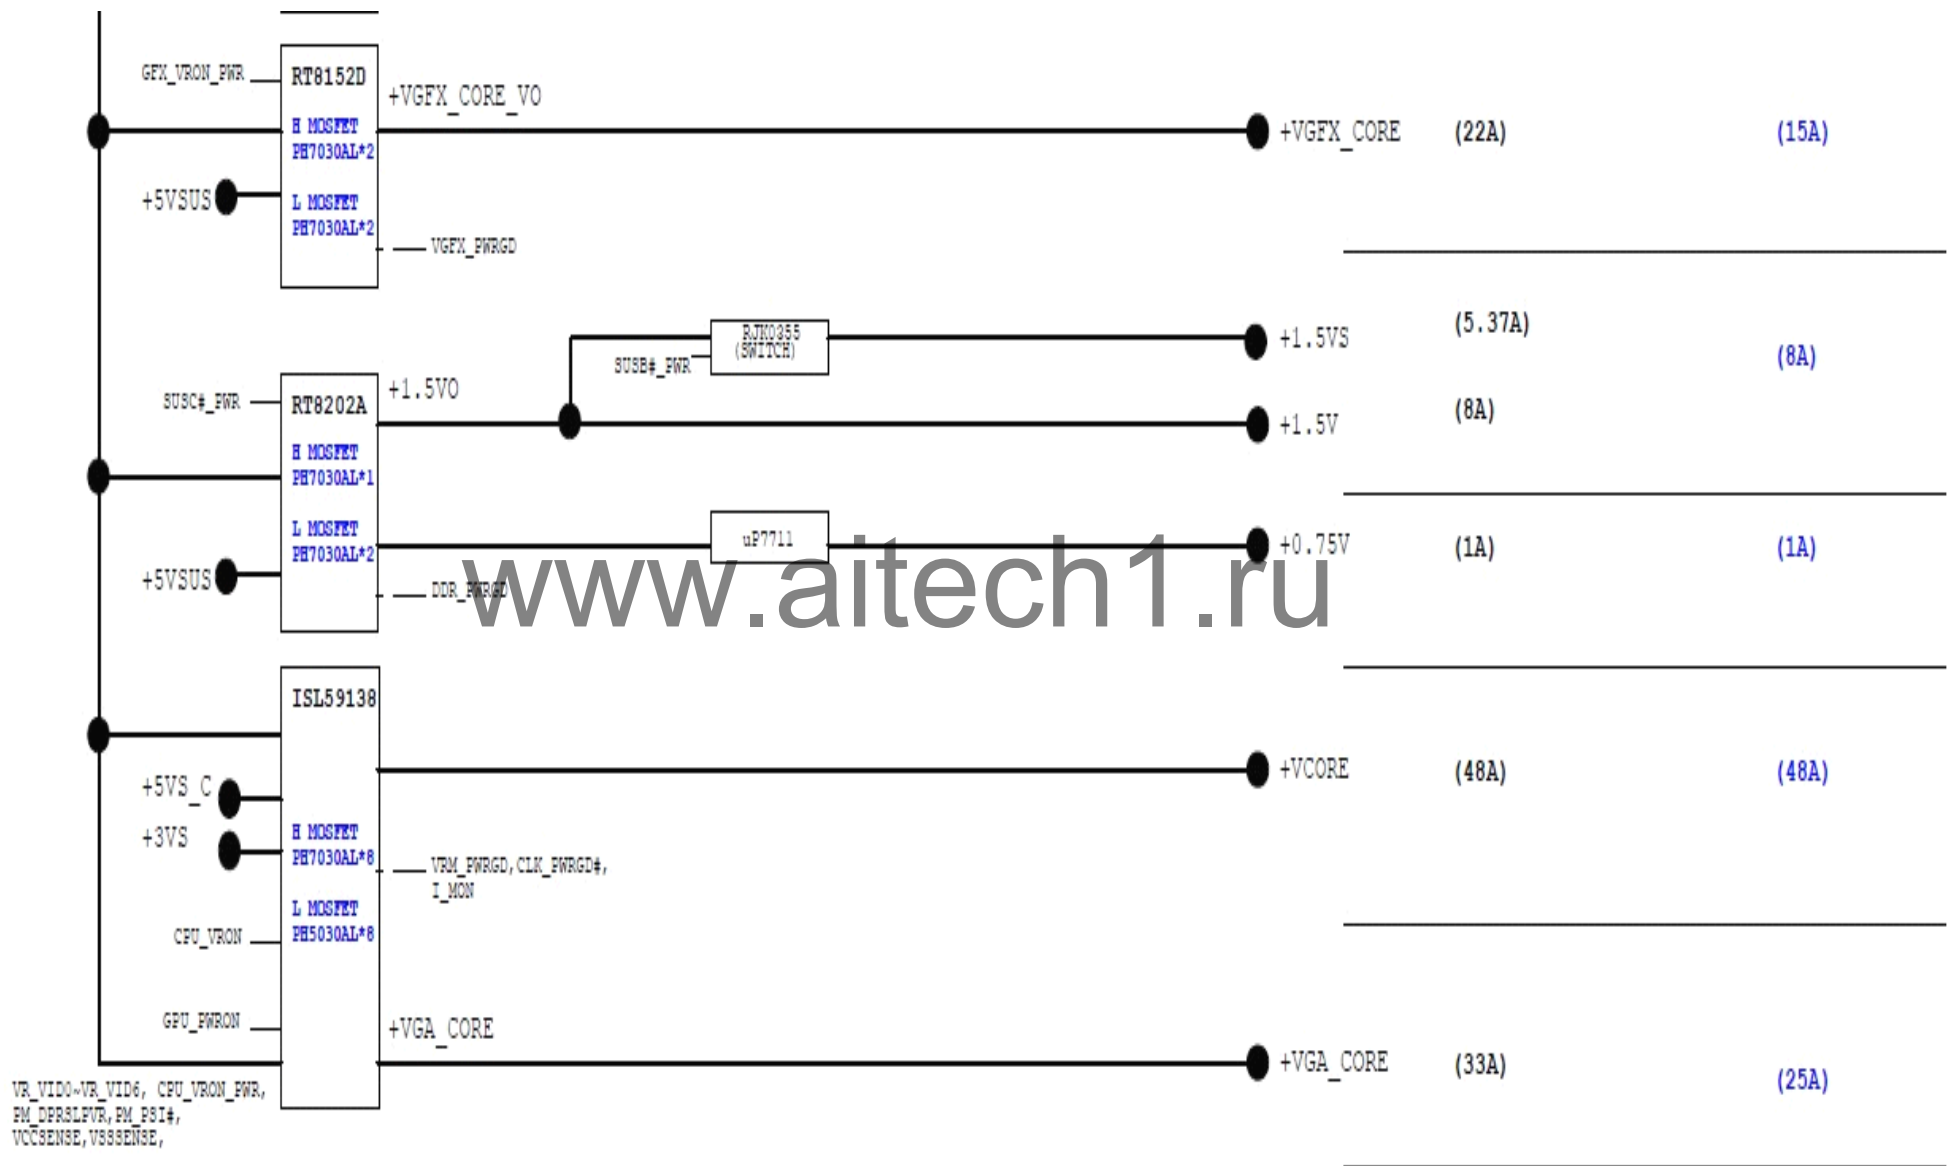 GFX_VRON_PWR
RT8152D
+VGFX_CORE_VO
H MOSFET
PH7030AL*2
+VGFX_CORE
(22A)
(15A)
+5VSUS
L MOSFET
PH7030AL*2
VGFX_PWRGD
RJK0355
(SWITCH)
SUSB#_PWR
+1.5VS
(5.37A)
(8A)
SUSC#_PWR
RT8202A
+1.5VO
+1.5V
(8A)
H MOSFET
PH7030AL*1
L MOSFET
PH7030AL*2
uP7711
+0.75V
(1A)
(1A)
+5VSUS
DDR_PWRGD
www.aitech1.ru
ISL59138
+VCORE
(48A)
(48A)
+5VS_C
+3VS
H MOSFET
PH7030AL*8
VRM_PWRGD,CLK_PWRGD#,
I_MON
L MOSFET
PH5030AL*8
CPU_VRON
GPU_PWRON
+VGA_CORE
+VGA_CORE
(33A)
(25A)
VR_VID0~VR_VID6, CPU_VRON_PWR,
PM_DPRSLPVR,PM_PSI#,
VCCSENSE,VSSSENSE,